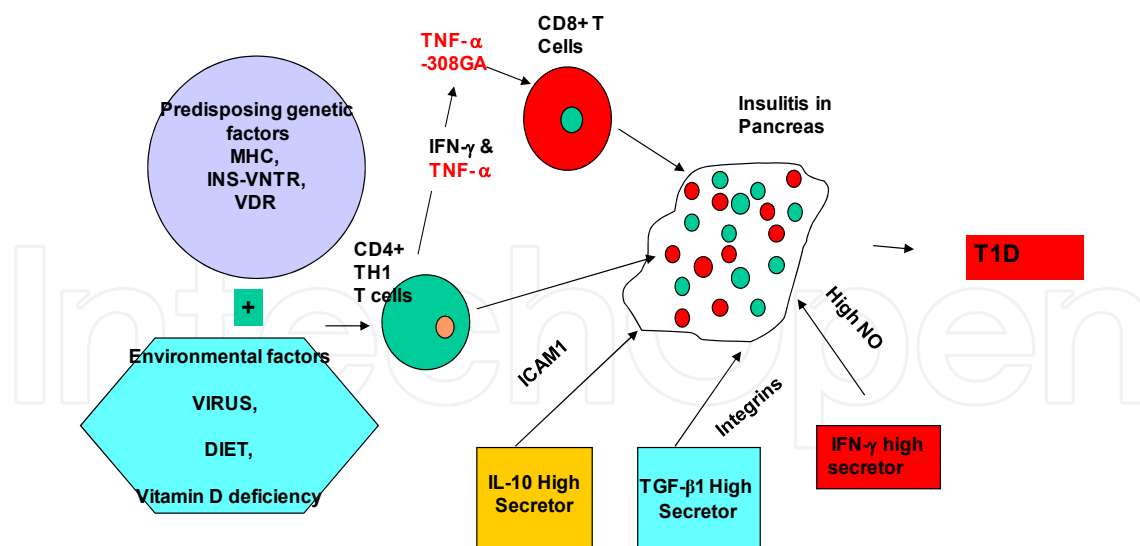 Predisposing genetic
factors
MHC,
INS-VNTR,
VDR
+
Environmental factors
VIRUS,
DIET,
Vitamin D deficiency
CD4+
TH1
T cells
IFN-γ &
TNF-α
TNF-α
-308GA
CD8+ T
Cells
Insulitis in
Pancreas
T1D
ICAM1
Integrins
High NO
IL-10 High
Secretor
TGF-β1 High
Secretor
IFN-γ high
secretor
IntechOpen